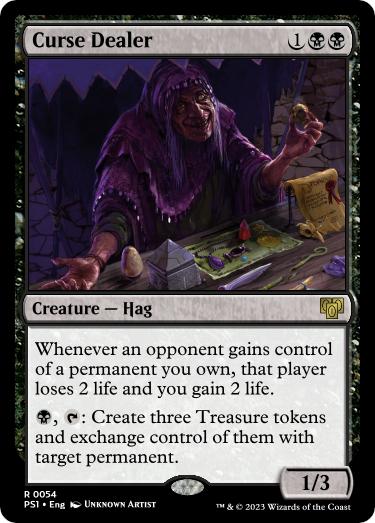 Curse Dealer 1
Creature — Hag
Whenever an opponent gains control
of a permanent you own, that player
loses 2 life and you gain 2 life.
, : Create three Treasure tokens
and exchange control of them with
target permanent.
1/3
R 0054
PS1 • Eng Unknown Artist
™ & © 2023 Wizards of the Coast